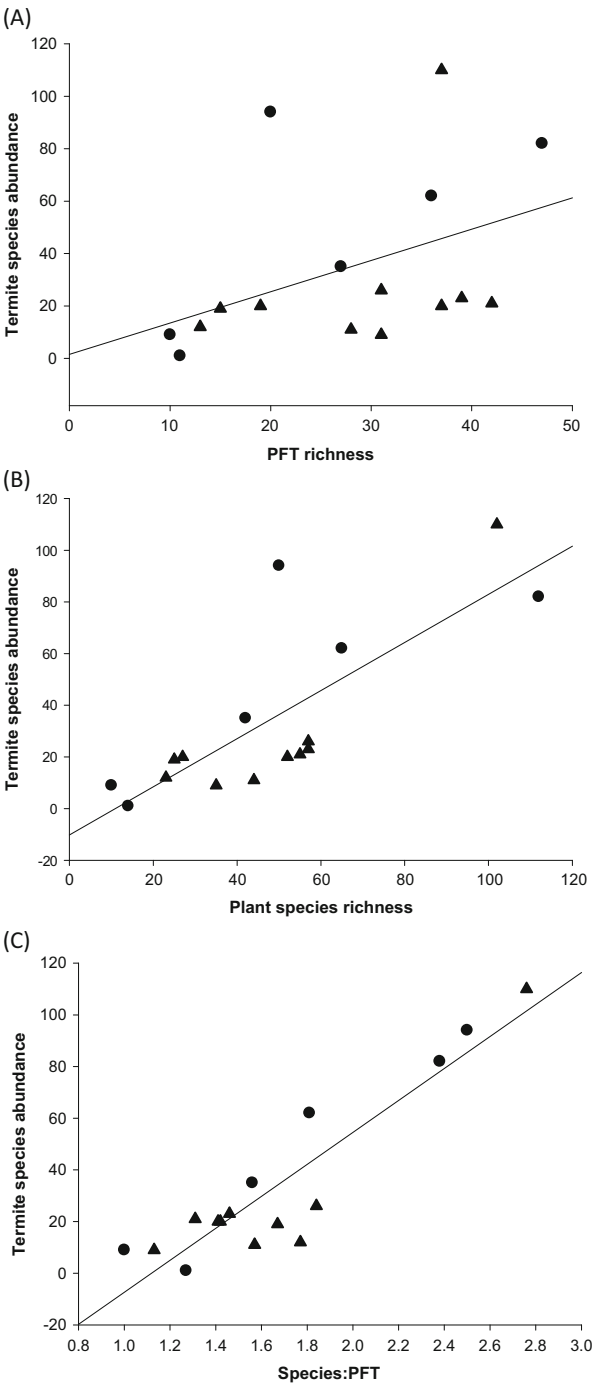 (A)
120
100
80
60
40
20
0
Termite species abundance
0 10 20 30 40 50
PFT richness
(B)
120
100
80
60
40
20
0
-20
Termite species abundance
0 20 40 60 80 100 120
Plant species richness
(C)
120
100
80
60
40
20
0
-20
Termite species abundance
0.8 1.0 1.2 1.4 1.6 1.8 2.0 2.2 2.4 2.6 2.8 3.0
Species:PFT